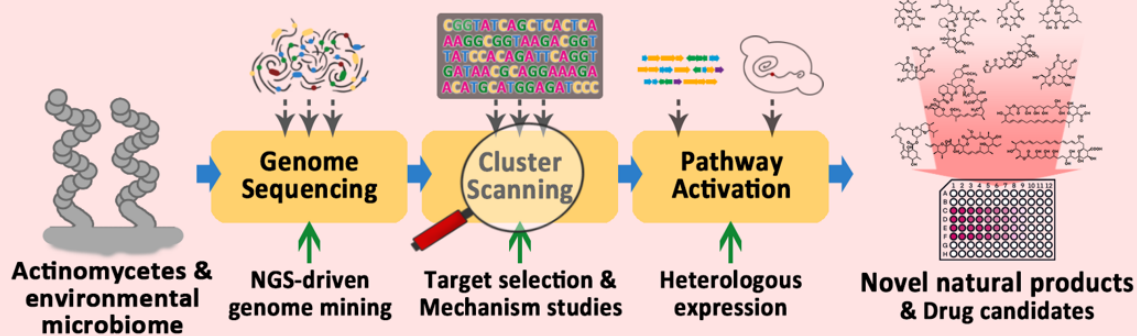 CGGTATCAGCTCACTCA
AAGGCGGTAAGACGGT
TATCCACAGATTCAGGT
GATAACGCAGGAAAGA
ACATGCATGGAGATCCC
Genome
Sequencing
Cluster
Scanning
Pathway
Activation
Actinomycetes &
environmental
microbiome
NGS-driven
genome mining
Target selection &
Mechanism studies
Heterologous
expression
1 2 3 4 5 6 7 8 9 10 11 12
A
B
C
D
E
F
G
H
Novel natural products
& Drug candidates